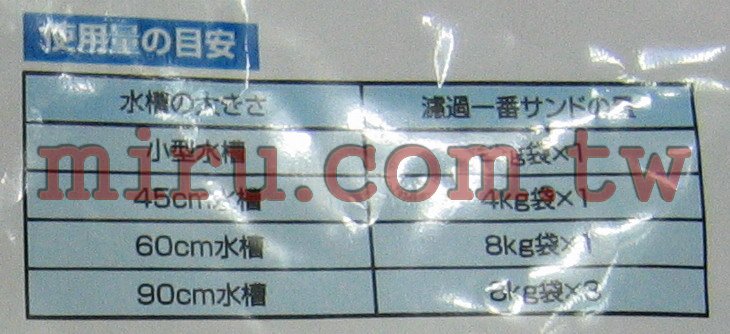 使用量の目安
水槽の大きさ 濾過一番サンドの
小型水槽 kg袋×1
45cm水槽 4kg袋×1
60cm水槽 8kg袋×1
90cm水槽 kg袋×3
miru.com.tw